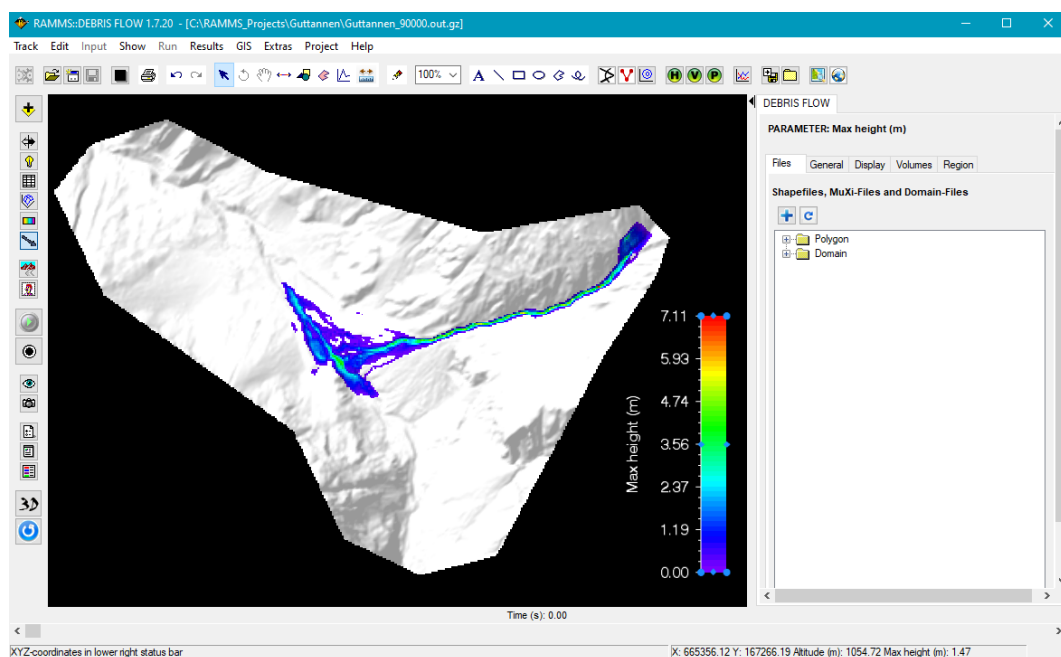 RAMMS::DEBRIS FLOW 1.7.20 - [C:\RAMMS_Projects\Guttannen\Guttannen_90000.out.gz]
Track Edit Input Show Run Results GIS Extras Project Help
100% A H V P
DEBRIS FLOW
PARAMETER: Max height (m)
Files General Display Volumes Region
Shapefiles, MuXi-Files and Domain-Files
Polygon
Domain
7.11
5.93
4.74
3.56
2.37
1.19
0.00
Max height (m)
3D
Time (s): 0.00
XYZ-coordinates in lower right status bar
X: 665356.12 Y: 167266.19 Altitude (m): 1054.72 Max height (m): 1.47